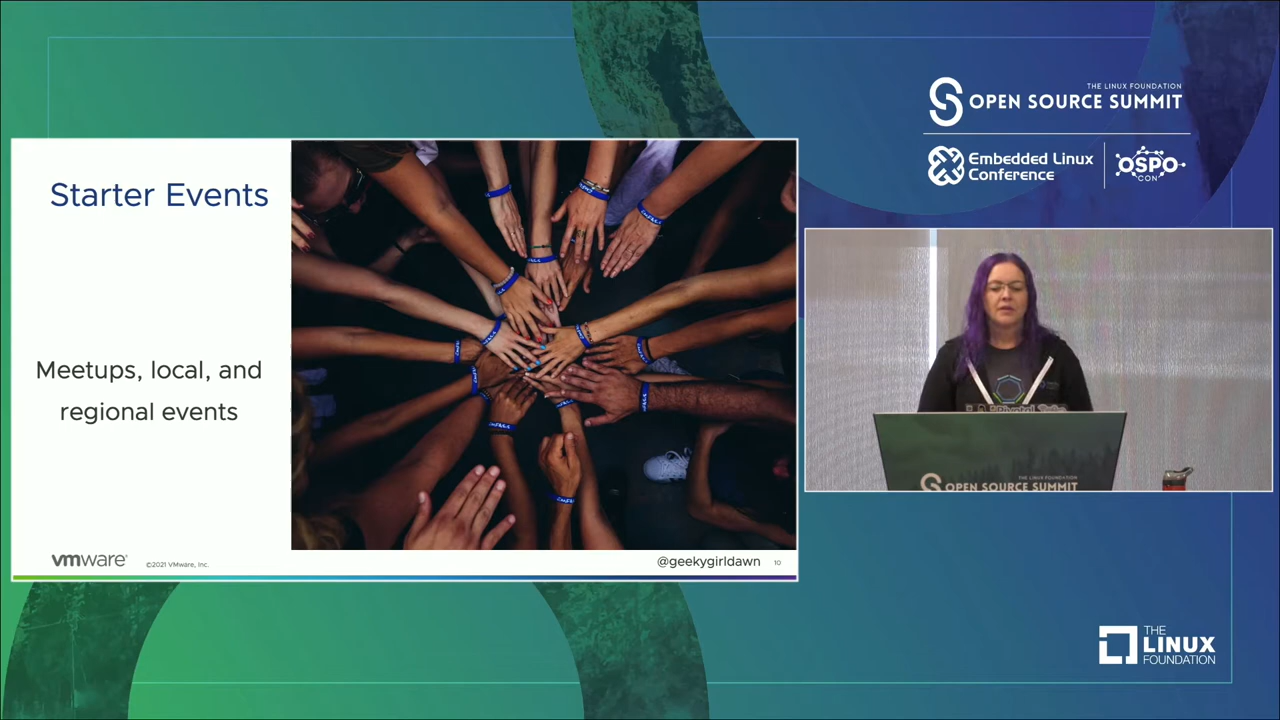 THE LINUX FOUNDATION
OPEN SOURCE SUMMIT
Embedded Linux
Conference
OSPO
CON
Starter Events
Meetups, local, and
regional events
vmware®
©2021 VMware, Inc.
@geekygirldawn
10
THE LINUX FOUNDATION
OPEN SOURCE SUMMIT
THE
LINUX
FOUNDATION